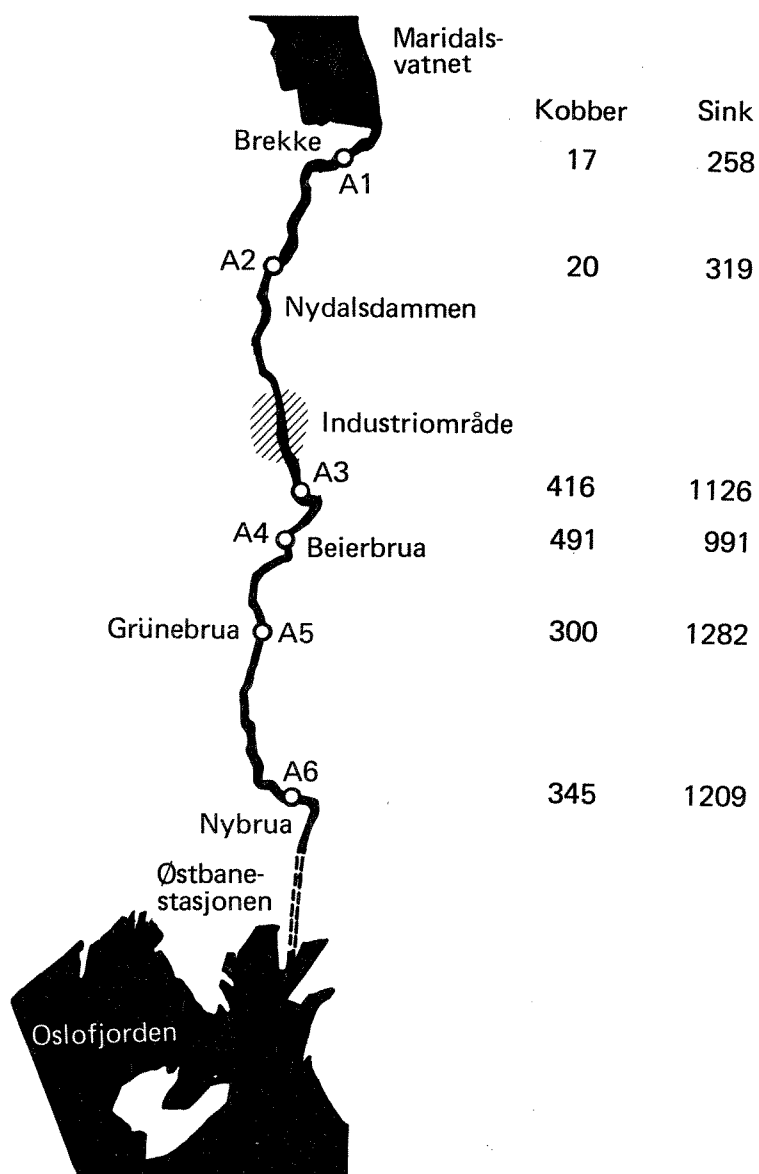 Maridals-
vatnet
Kobber Sink
Brekke
A1
17 258
A2
20 319
Nydalsdammen
Industriområde
A3
416 1126
A4
Beierbrua
491 991
Grünebrua
A5
300 1282
A6
345 1209
Nybrua
Østbane-
stasjonen
Oslofjorden